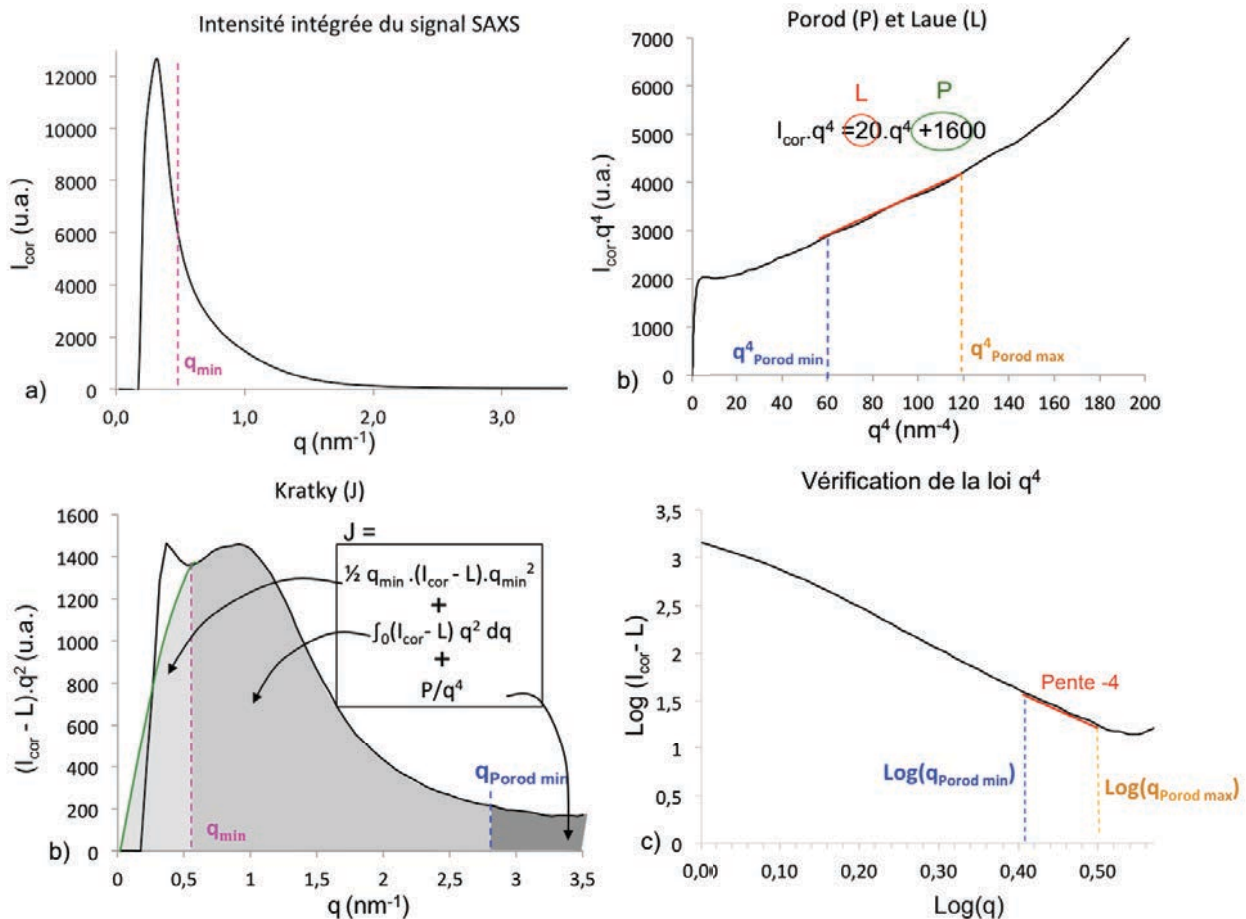 Intensité intégrée du signal SAXS
12000
10000
8000
6000
4000
2000
0
I_cor (u.a.)
q_min
0,0 1,0 2,0 3,0
q (nm⁻¹)
a)
Porod (P) et Laue (L)
7000
6000
5000
4000
3000
2000
1000
0
I_cor.q⁴ (u.a.)
L P
I_cor.q⁴ =20.q⁴ +1600
q⁴_Porod min
q⁴_Porod max
0 20 40 60 80 100 120 140 160 180 200
q⁴ (nm⁻⁴)
b)
Kratky (J)
1600
1400
1200
1000
800
600
400
200
0
(I_cor - L).q² (u.a.)
J =
½ q_min .(I_cor - L).q_min²
+
∫₀(I_cor - L) q² dq
+
P/q⁴
q_Porod min
q_min
0 0,5 1 1,5 2 2,5 3 3,5
q (nm⁻¹)
b)
Vérification de la loi q⁴
3,5
3
2,5
2
1,5
1
0,5
0
Log (I_cor - L)
Pente -4
Log(q_Porod min)
Log(q_Porod max)
0,00 0,10 0,20 0,30 0,40 0,50
Log(q)
c)